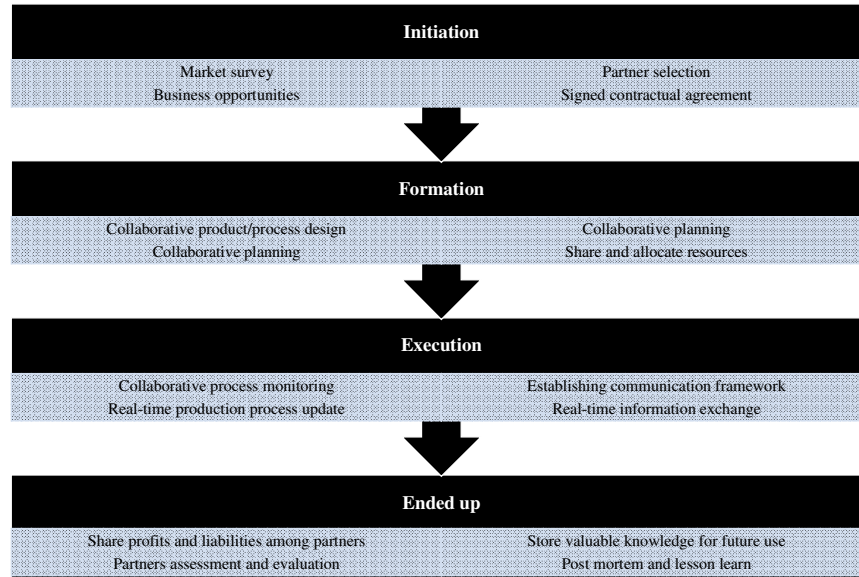 Initiation
Market survey
Business opportunities
Partner selection
Signed contractual agreement
Formation
Collaborative product/process design
Collaborative planning
Collaborative planning
Share and allocate resources
Execution
Collaborative process monitoring
Real-time production process update
Establishing communication framework
Real-time information exchange
Ended up
Share profits and liabilities among partners
Partners assessment and evaluation
Store valuable knowledge for future use
Post mortem and lesson learn